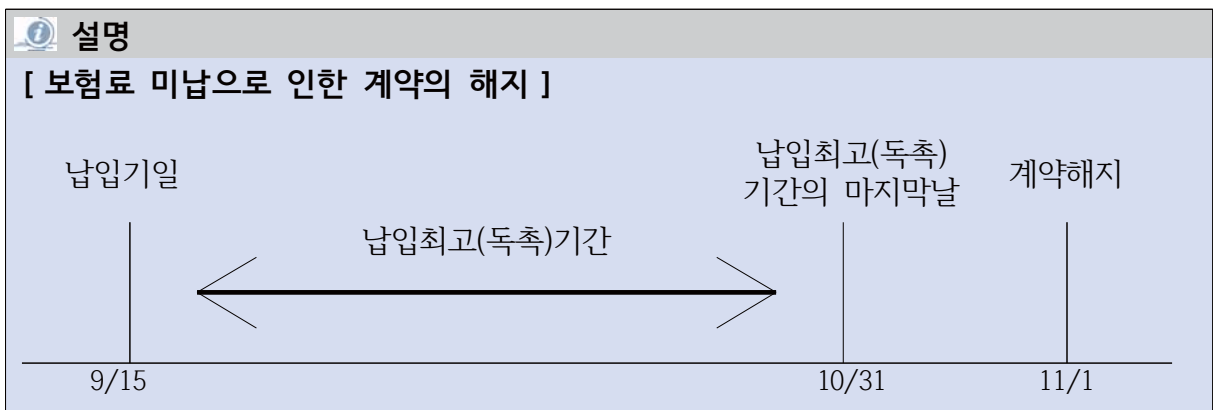 설명
[ 보험료 미납으로 인한 계약의 해지 ]
납입기일
납입최고(독촉)기간
납입최고(독촉)
기간의 마지막날
계약해지
9/15
10/31
11/1